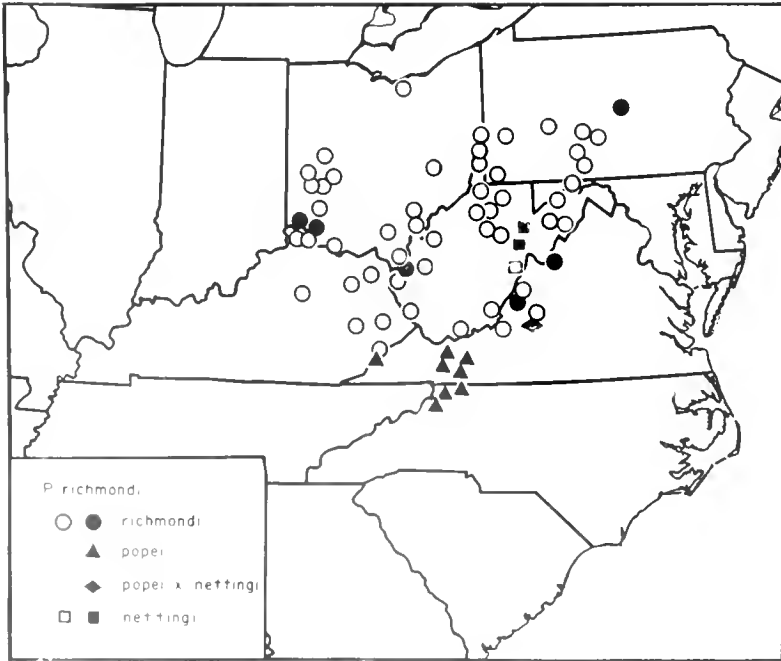 P richmondi
richmondi
popei
popei x nettingi
nettingi